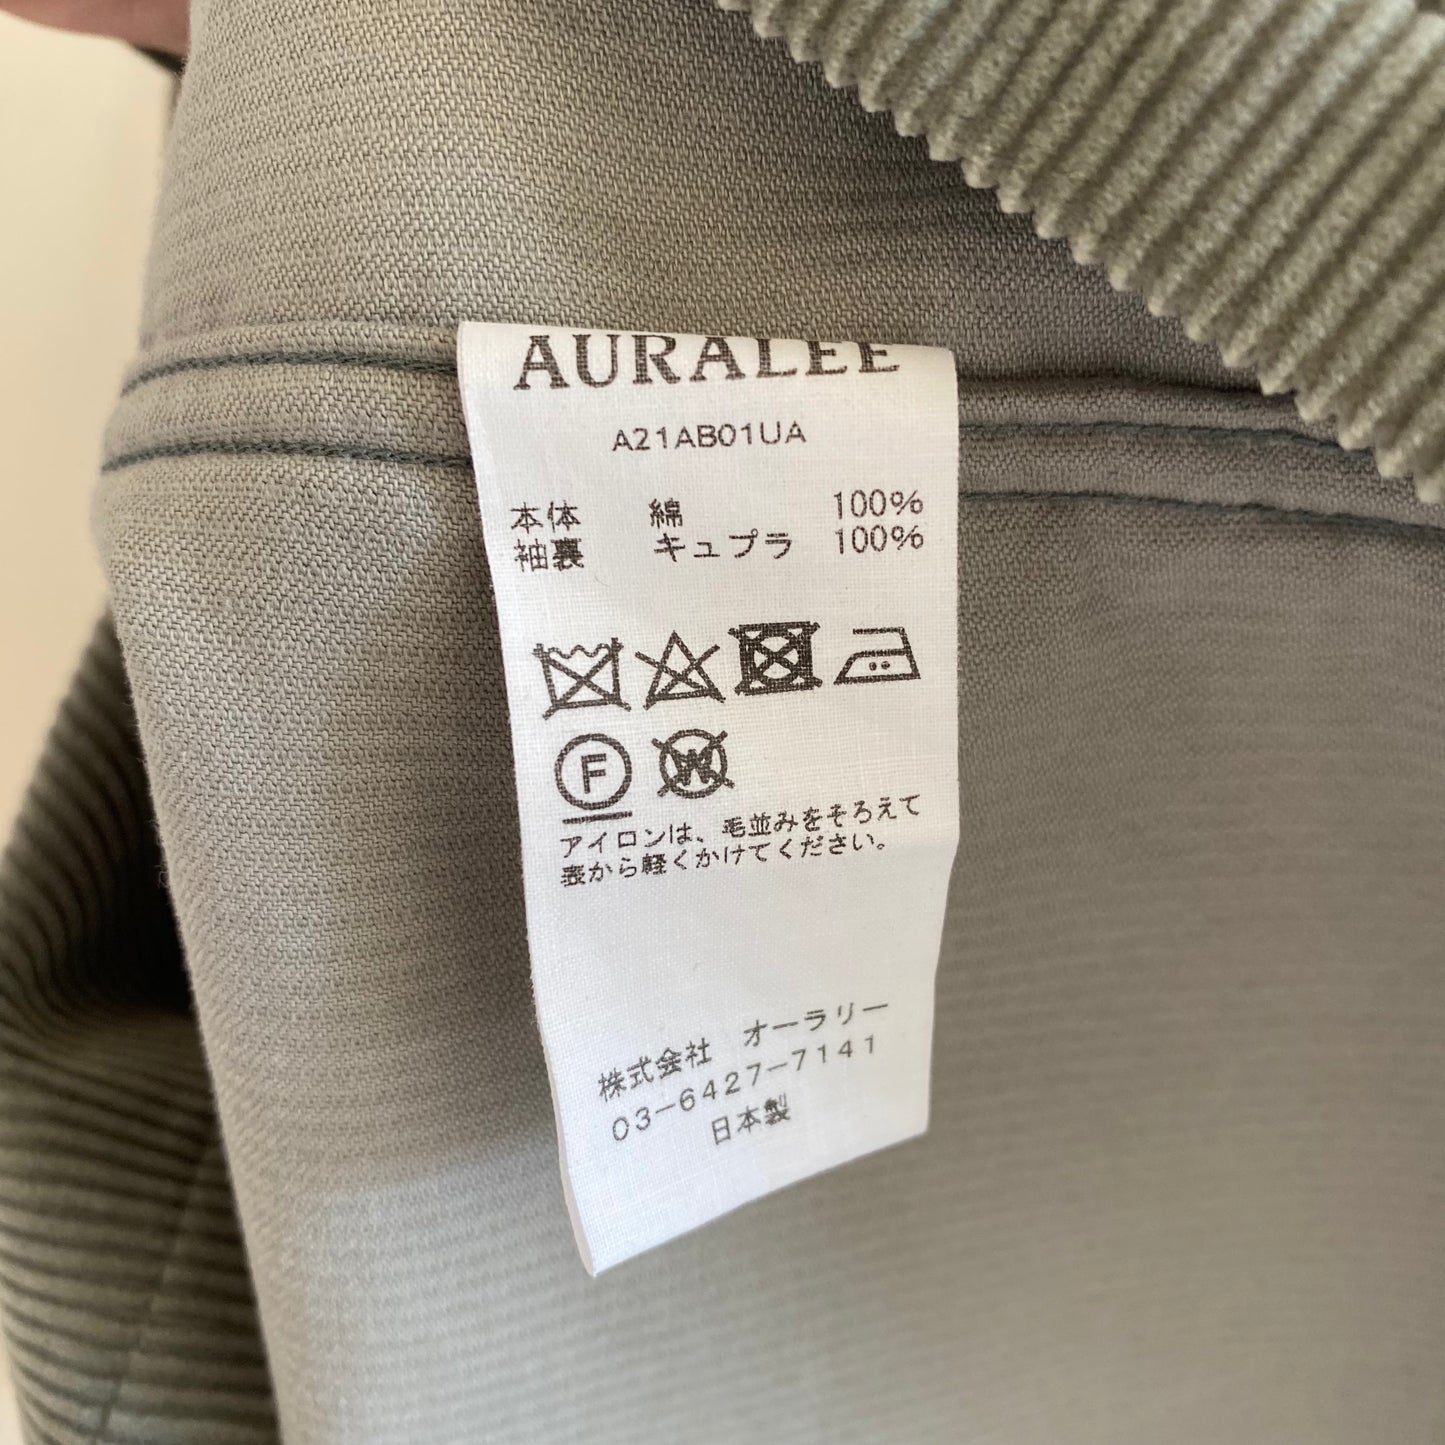 AURALEE
A21AB01UA
本体 綿 100%
袖裏 キュプラ 100%
F W
アイロンは、毛並みをそろえて
表から軽くかけてください。
株式会社 オーラリー
03-6427-7141
日本製